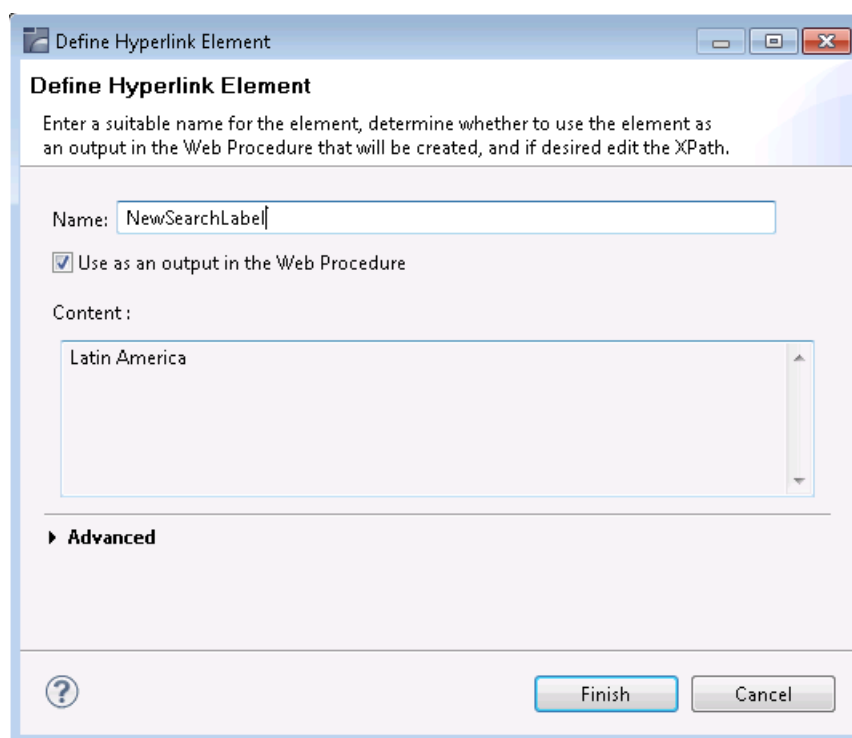 Define Hyperlink Element
Define Hyperlink Element
Enter a suitable name for the element, determine whether to use the element as
an output in the Web Procedure that will be created, and if desired edit the XPath.
Name: NewSearchLabel
Use as an output in the Web Procedure
Content :
Latin America
Advanced
?
Finish Cancel